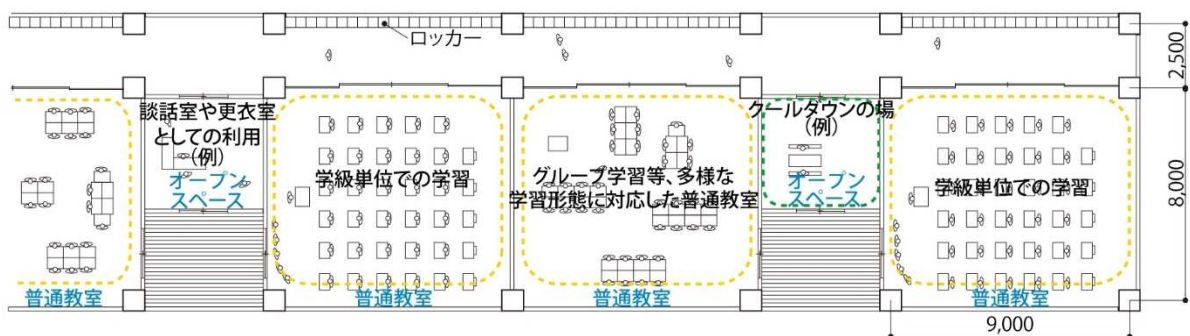 ロッカー
2,500
談話室や更衣室
としての利用
(例)
オープン
スペース
学級単位での学習
グループ学習等、多様な
学習形態に対応した普通教室
クールダウンの場
(例)
オープン
スペース
学級単位での学習
8,000
普通教室
普通教室
普通教室
普通教室
9,000